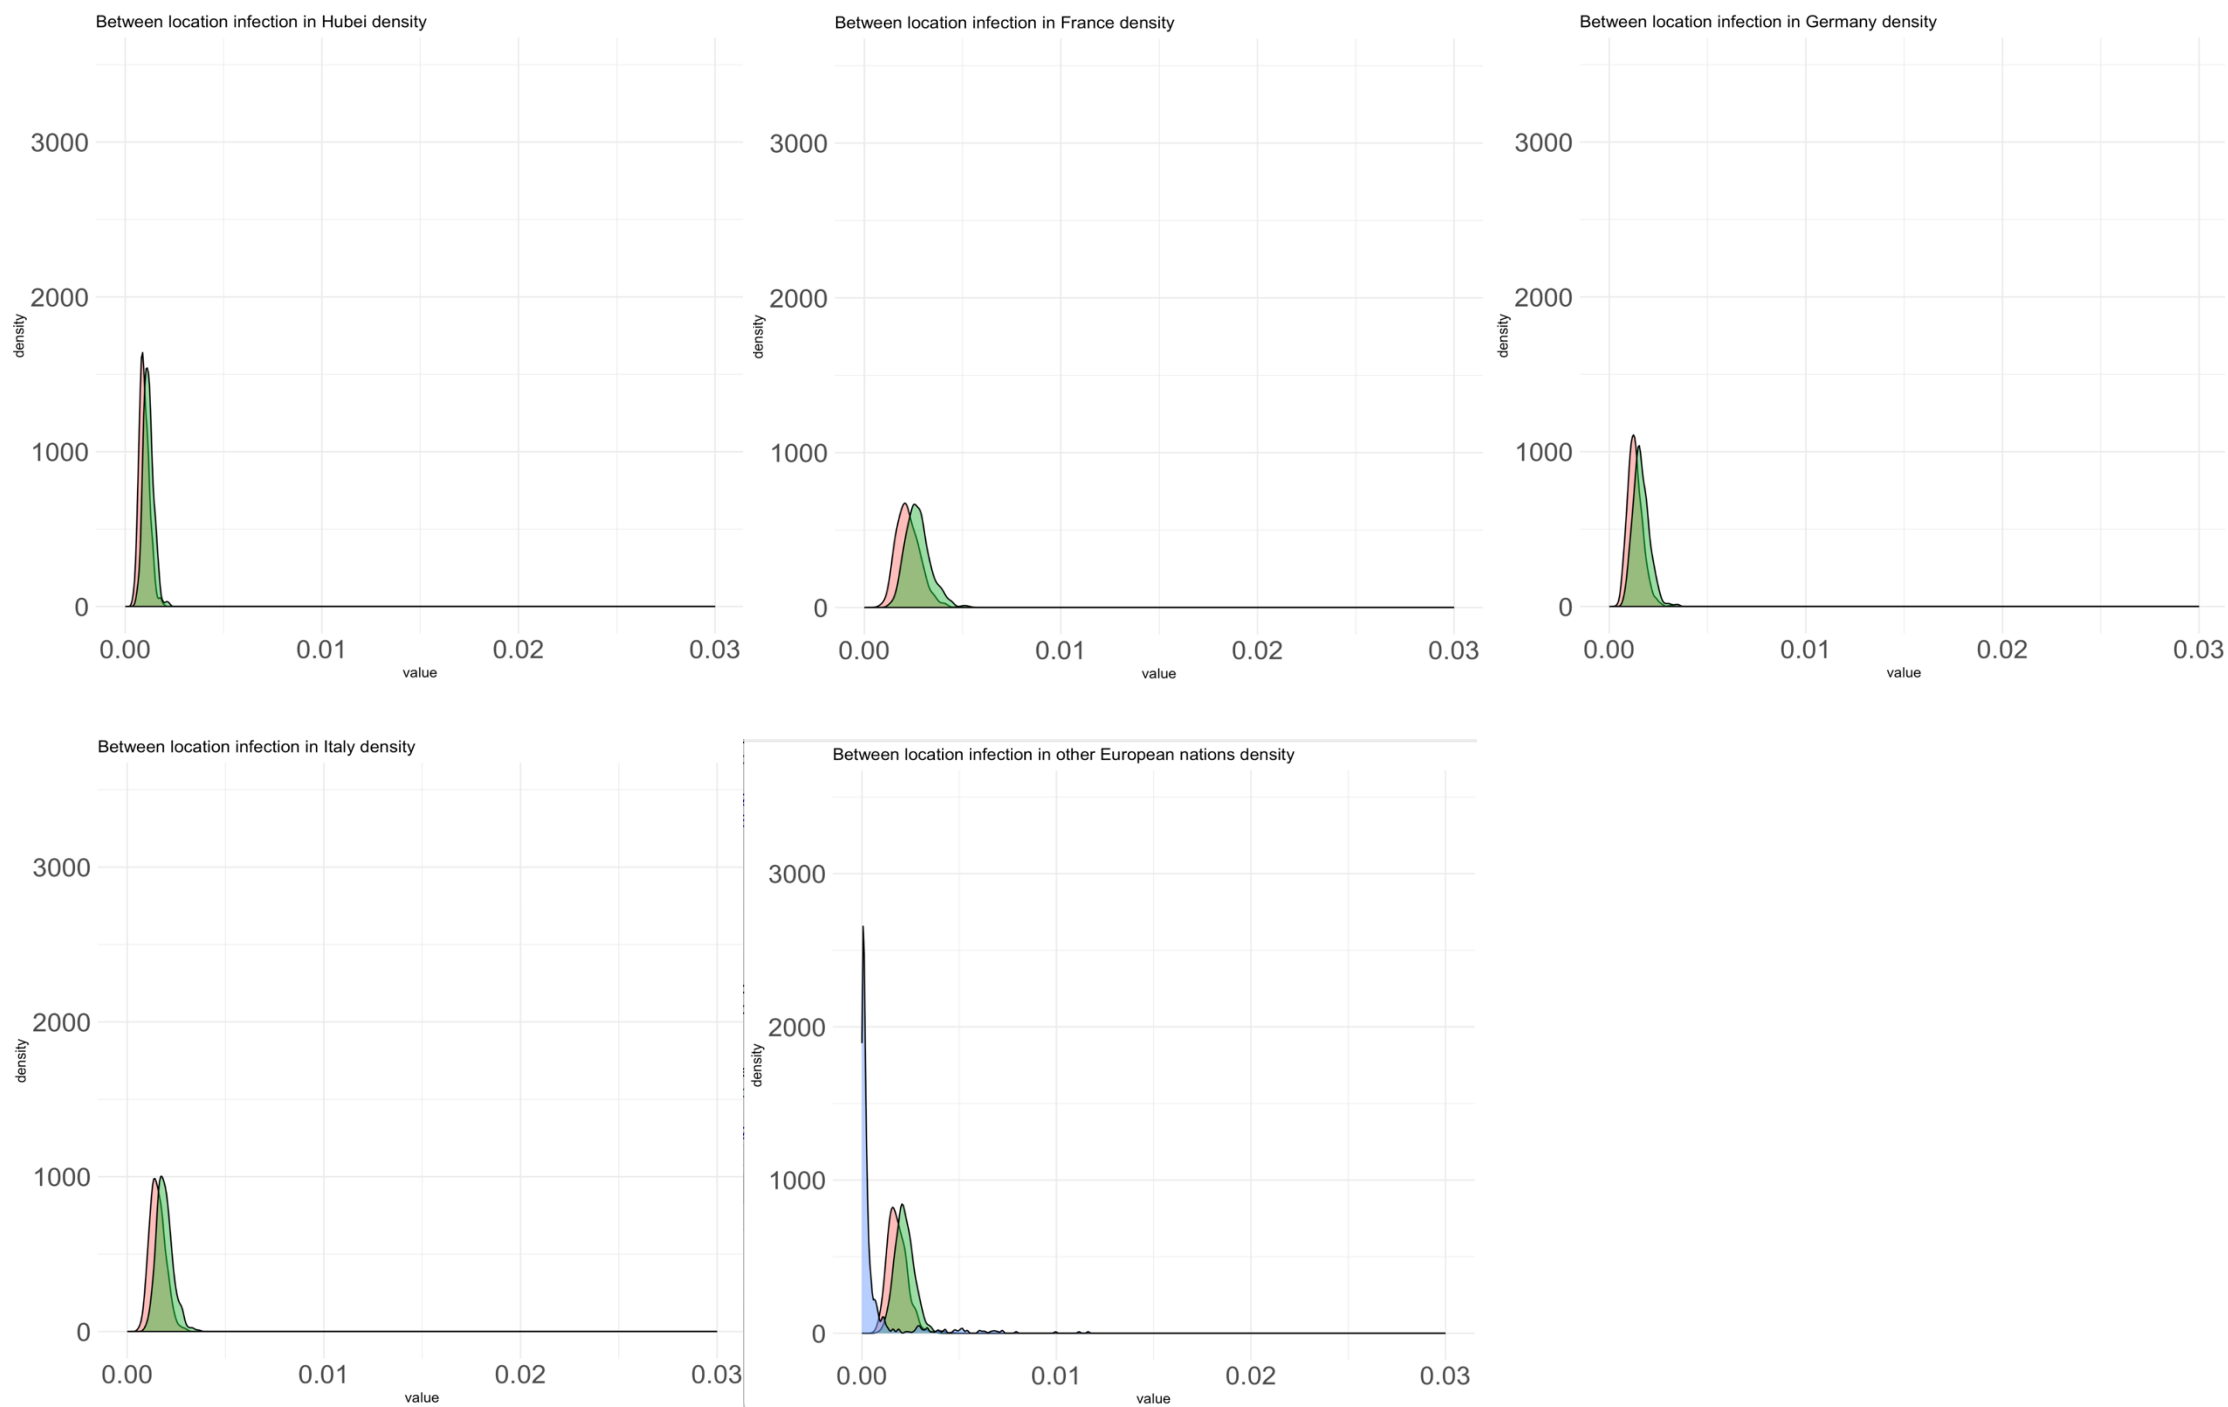 Between location infection in Hubei density
3000
2000
1000
0
density
0.00 0.01 0.02 0.03
value
Between location infection in France density
3000
2000
1000
0
density
0.00 0.01 0.02 0.03
value
Between location infection in Germany density
3000
2000
1000
0
density
0.00 0.01 0.02 0.03
value
Between location infection in Italy density
3000
2000
1000
0
density
0.00 0.01 0.02 0.03
value
Between location infection in other European nations density
3000
2000
1000
0
density
0.00 0.01 0.02 0.03
value